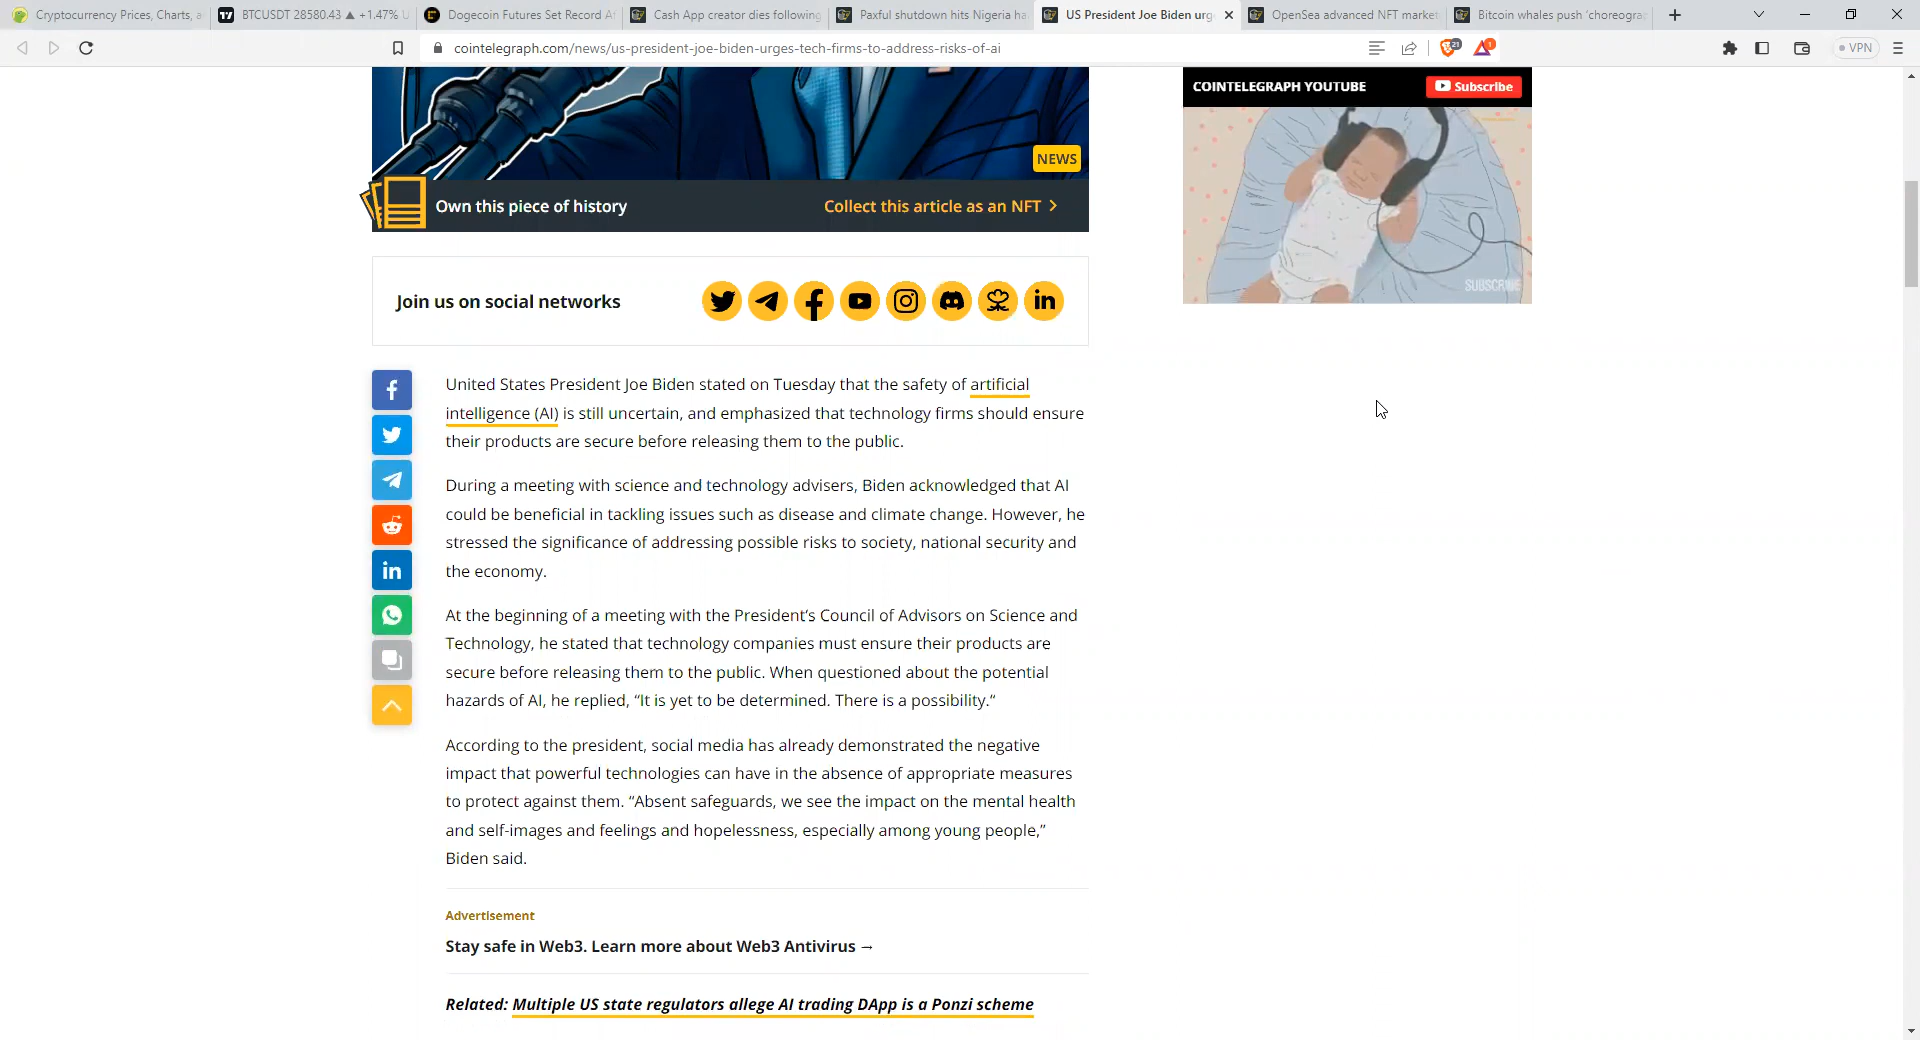 Cryptocurrency Prices, Charts, a
BTCUSDT 28580.43 ▲ +1.47% U
Dogecoin Futures Set Record A
Cash App creator dies following
Paxful shutdown hits Nigeria ha
US President Joe Biden urg
OpenSea advanced NFT market
Bitcoin whales push ‘choreogra
cointelegraph.com/news/us-president-joe-biden-urges-tech-firms-to-address-risks-of-ai
VPN
NEWS
Own this piece of history
Collect this article as an NFT >
COINTELEGRAPH YOUTUBE
Subscribe
SUBSCRIBE
Join us on social networks
United States President Joe Biden stated on Tuesday that the safety of artificial
intelligence (AI) is still uncertain, and emphasized that technology firms should ensure
their products are secure before releasing them to the public.
During a meeting with science and technology advisers, Biden acknowledged that AI
could be beneficial in tackling issues such as disease and climate change. However, he
stressed the significance of addressing possible risks to society, national security and
the economy.
At the beginning of a meeting with the President’s Council of Advisors on Science and
Technology, he stated that technology companies must ensure their products are
secure before releasing them to the public. When questioned about the potential
hazards of AI, he replied, “It is yet to be determined. There is a possibility.”
According to the president, social media has already demonstrated the negative
impact that powerful technologies can have in the absence of appropriate measures
to protect against them. “Absent safeguards, we see the impact on the mental health
and self-images and feelings and hopelessness, especially among young people,”
Biden said.
Advertisement
Stay safe in Web3. Learn more about Web3 Antivirus →
Related: Multiple US state regulators allege AI trading DApp is a Ponzi scheme